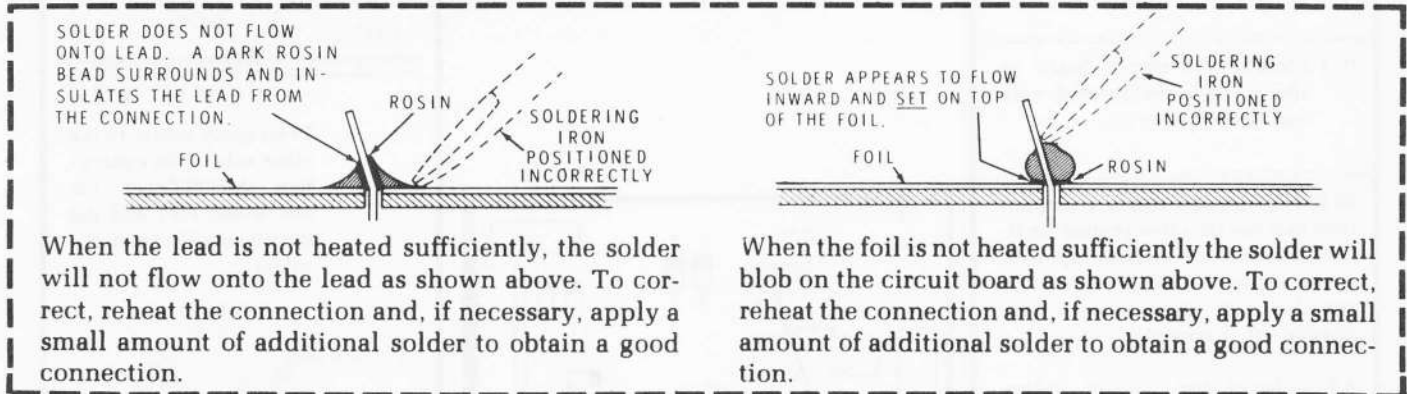 SOLDER DOES NOT FLOW
ONTO LEAD. A DARK ROSIN
BEAD SURROUNDS AND IN-
SULATES THE LEAD FROM
THE CONNECTION.
ROSIN
SOLDERING
IRON
POSITIONED
INCORRECTLY
FOIL
When the lead is not heated sufficiently, the solder
will not flow onto the lead as shown above. To cor-
rect, reheat the connection and, if necessary, apply a
small amount of additional solder to obtain a good
connection.
SOLDER APPEARS TO FLOW
INWARD AND SET ON TOP
OF THE FOIL.
SOLDERING
IRON
POSITIONED
INCORRECTLY
FOIL
ROSIN
When the foil is not heated sufficiently the solder will
blob on the circuit board as shown above. To correct,
reheat the connection and, if necessary, apply a small
amount of additional solder to obtain a good connec-
tion.